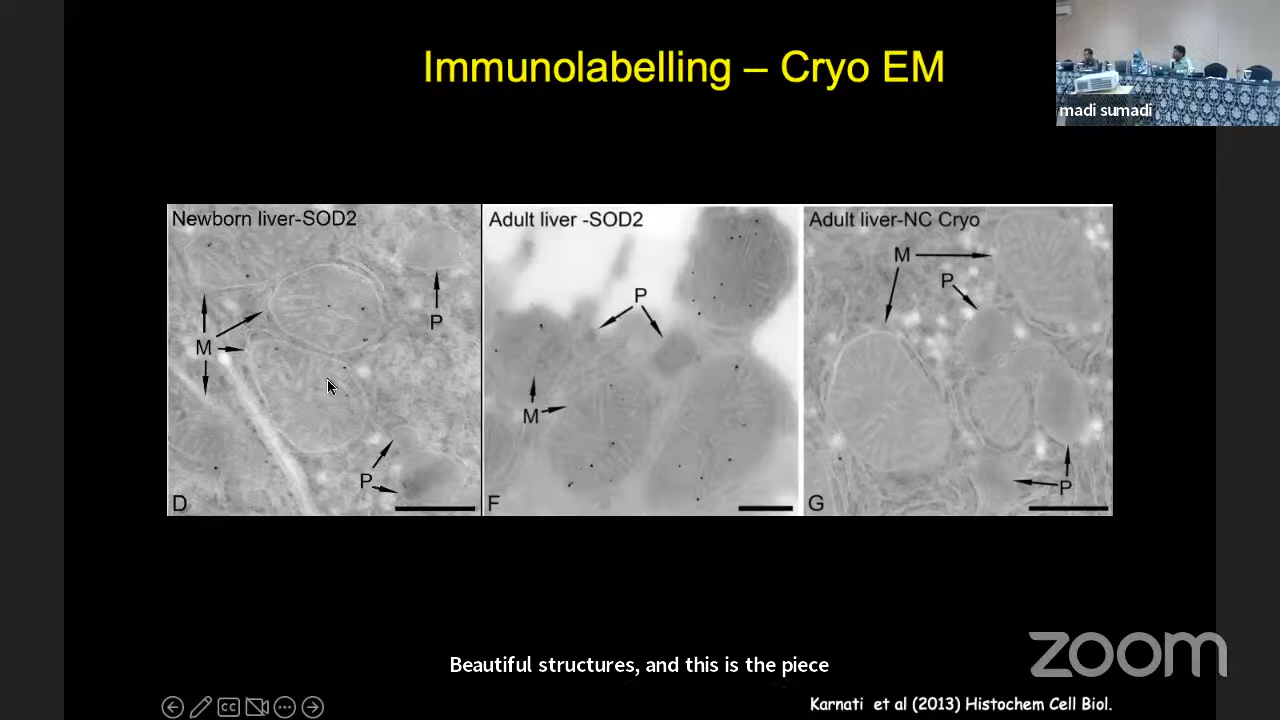 Immunolabelling – Cryo EM
madi sumadi
Newborn liver-SOD2
M
P
P
D
Adult liver -SOD2
P
M
F
Adult liver-NC Cryo
M
P
P
G
Beautiful structures, and this is the piece
zoom
CC
Karnati et al (2013) Histochem Cell Biol.